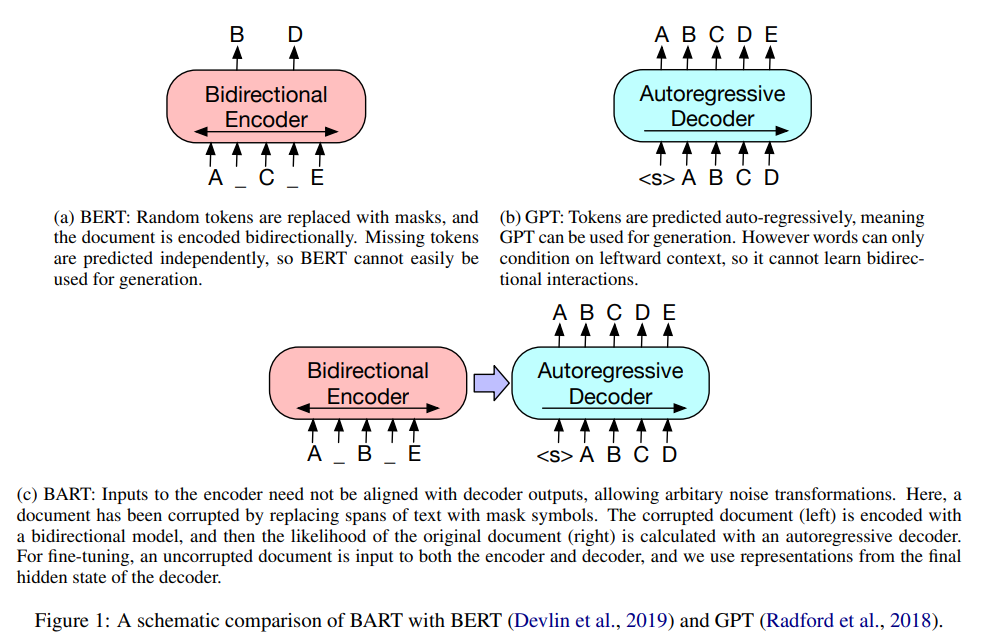 B D
Bidirectional
Encoder
A _ C _ E
(a) BERT: Random tokens are replaced with masks, and
the document is encoded bidirectionally. Missing tokens
are predicted independently, so BERT cannot easily be
used for generation.
A B C D E
Autoregressive
Decoder
<s> A B C D
(b) GPT: Tokens are predicted auto-regressively, meaning
GPT can be used for generation. However words can only
condition on leftward context, so it cannot learn bidirec-
tional interactions.
Bidirectional
Encoder
A _ B _ E
A B C D E
Autoregressive
Decoder
<s> A B C D
(c) BART: Inputs to the encoder need not be aligned with decoder outputs, allowing arbitary noise transformations. Here, a
document has been corrupted by replacing spans of text with mask symbols. The corrupted document (left) is encoded with
a bidirectional model, and then the likelihood of the original document (right) is calculated with an autoregressive decoder.
For fine-tuning, an uncorrupted document is input to both the encoder and decoder, and we use representations from the final
hidden state of the decoder.
Figure 1: A schematic comparison of BART with BERT (Devlin et al., 2019) and GPT (Radford et al., 2018).